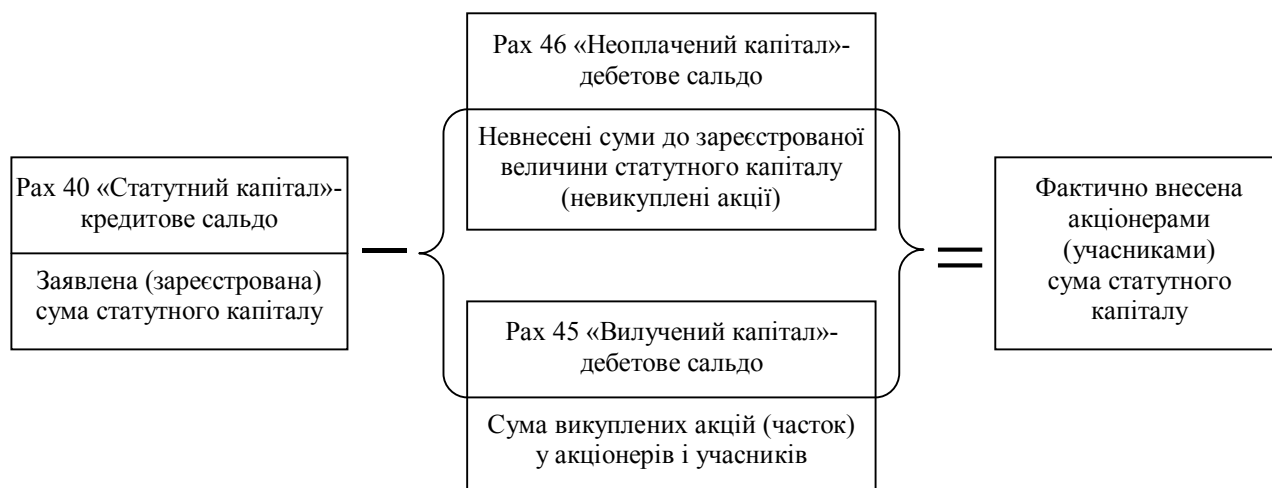 Рах 40 «Статутний капітал»-
кредитове сальдо
Заявлена (зареєстрована)
сума статутного капіталу
Рах 46 «Неоплачений капітал»-
дебетове сальдо
Невнесені суми до зареєстрованої
величини статутного капіталу
(невикуплені акції)
Рах 45 «Вилучений капітал»-
дебетове сальдо
Сума викуплених акцій (часток)
у акціонерів і учасників
Фактично внесена
акціонерами
(учасниками)
сума статутного
капіталу